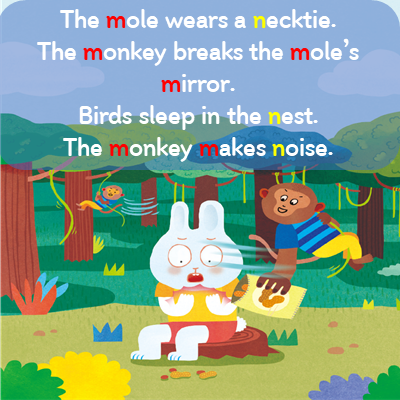 The mole wears a necktie.
The monkey breaks the mole's
mirror.
Birds sleep in the nest.
The monkey makes noise.